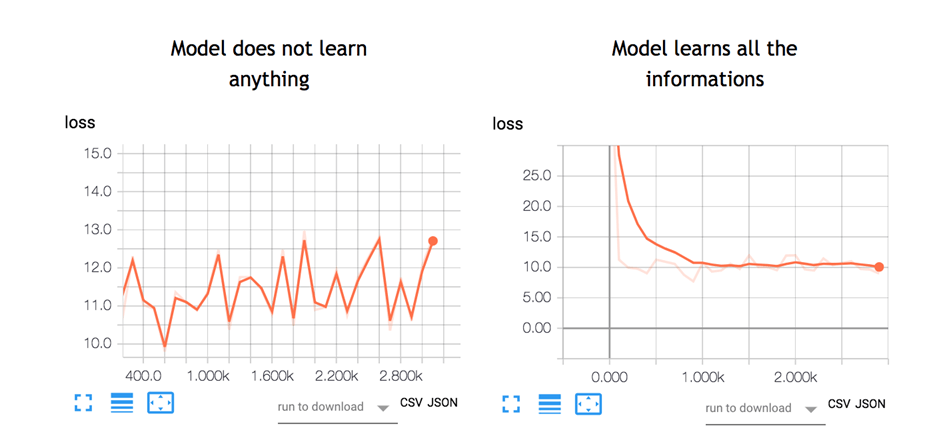 Model does not learn
anything
loss
15.0
14.0
13.0
12.0
11.0
10.0
400.0 1.000k 1.600k 2.200k 2.800k
run to download CSV JSON
Model learns all the
informations
loss
25.0
20.0
15.0
10.0
5.00
0.00
0.000 1.000k 2.000k
run to download CSV JSON